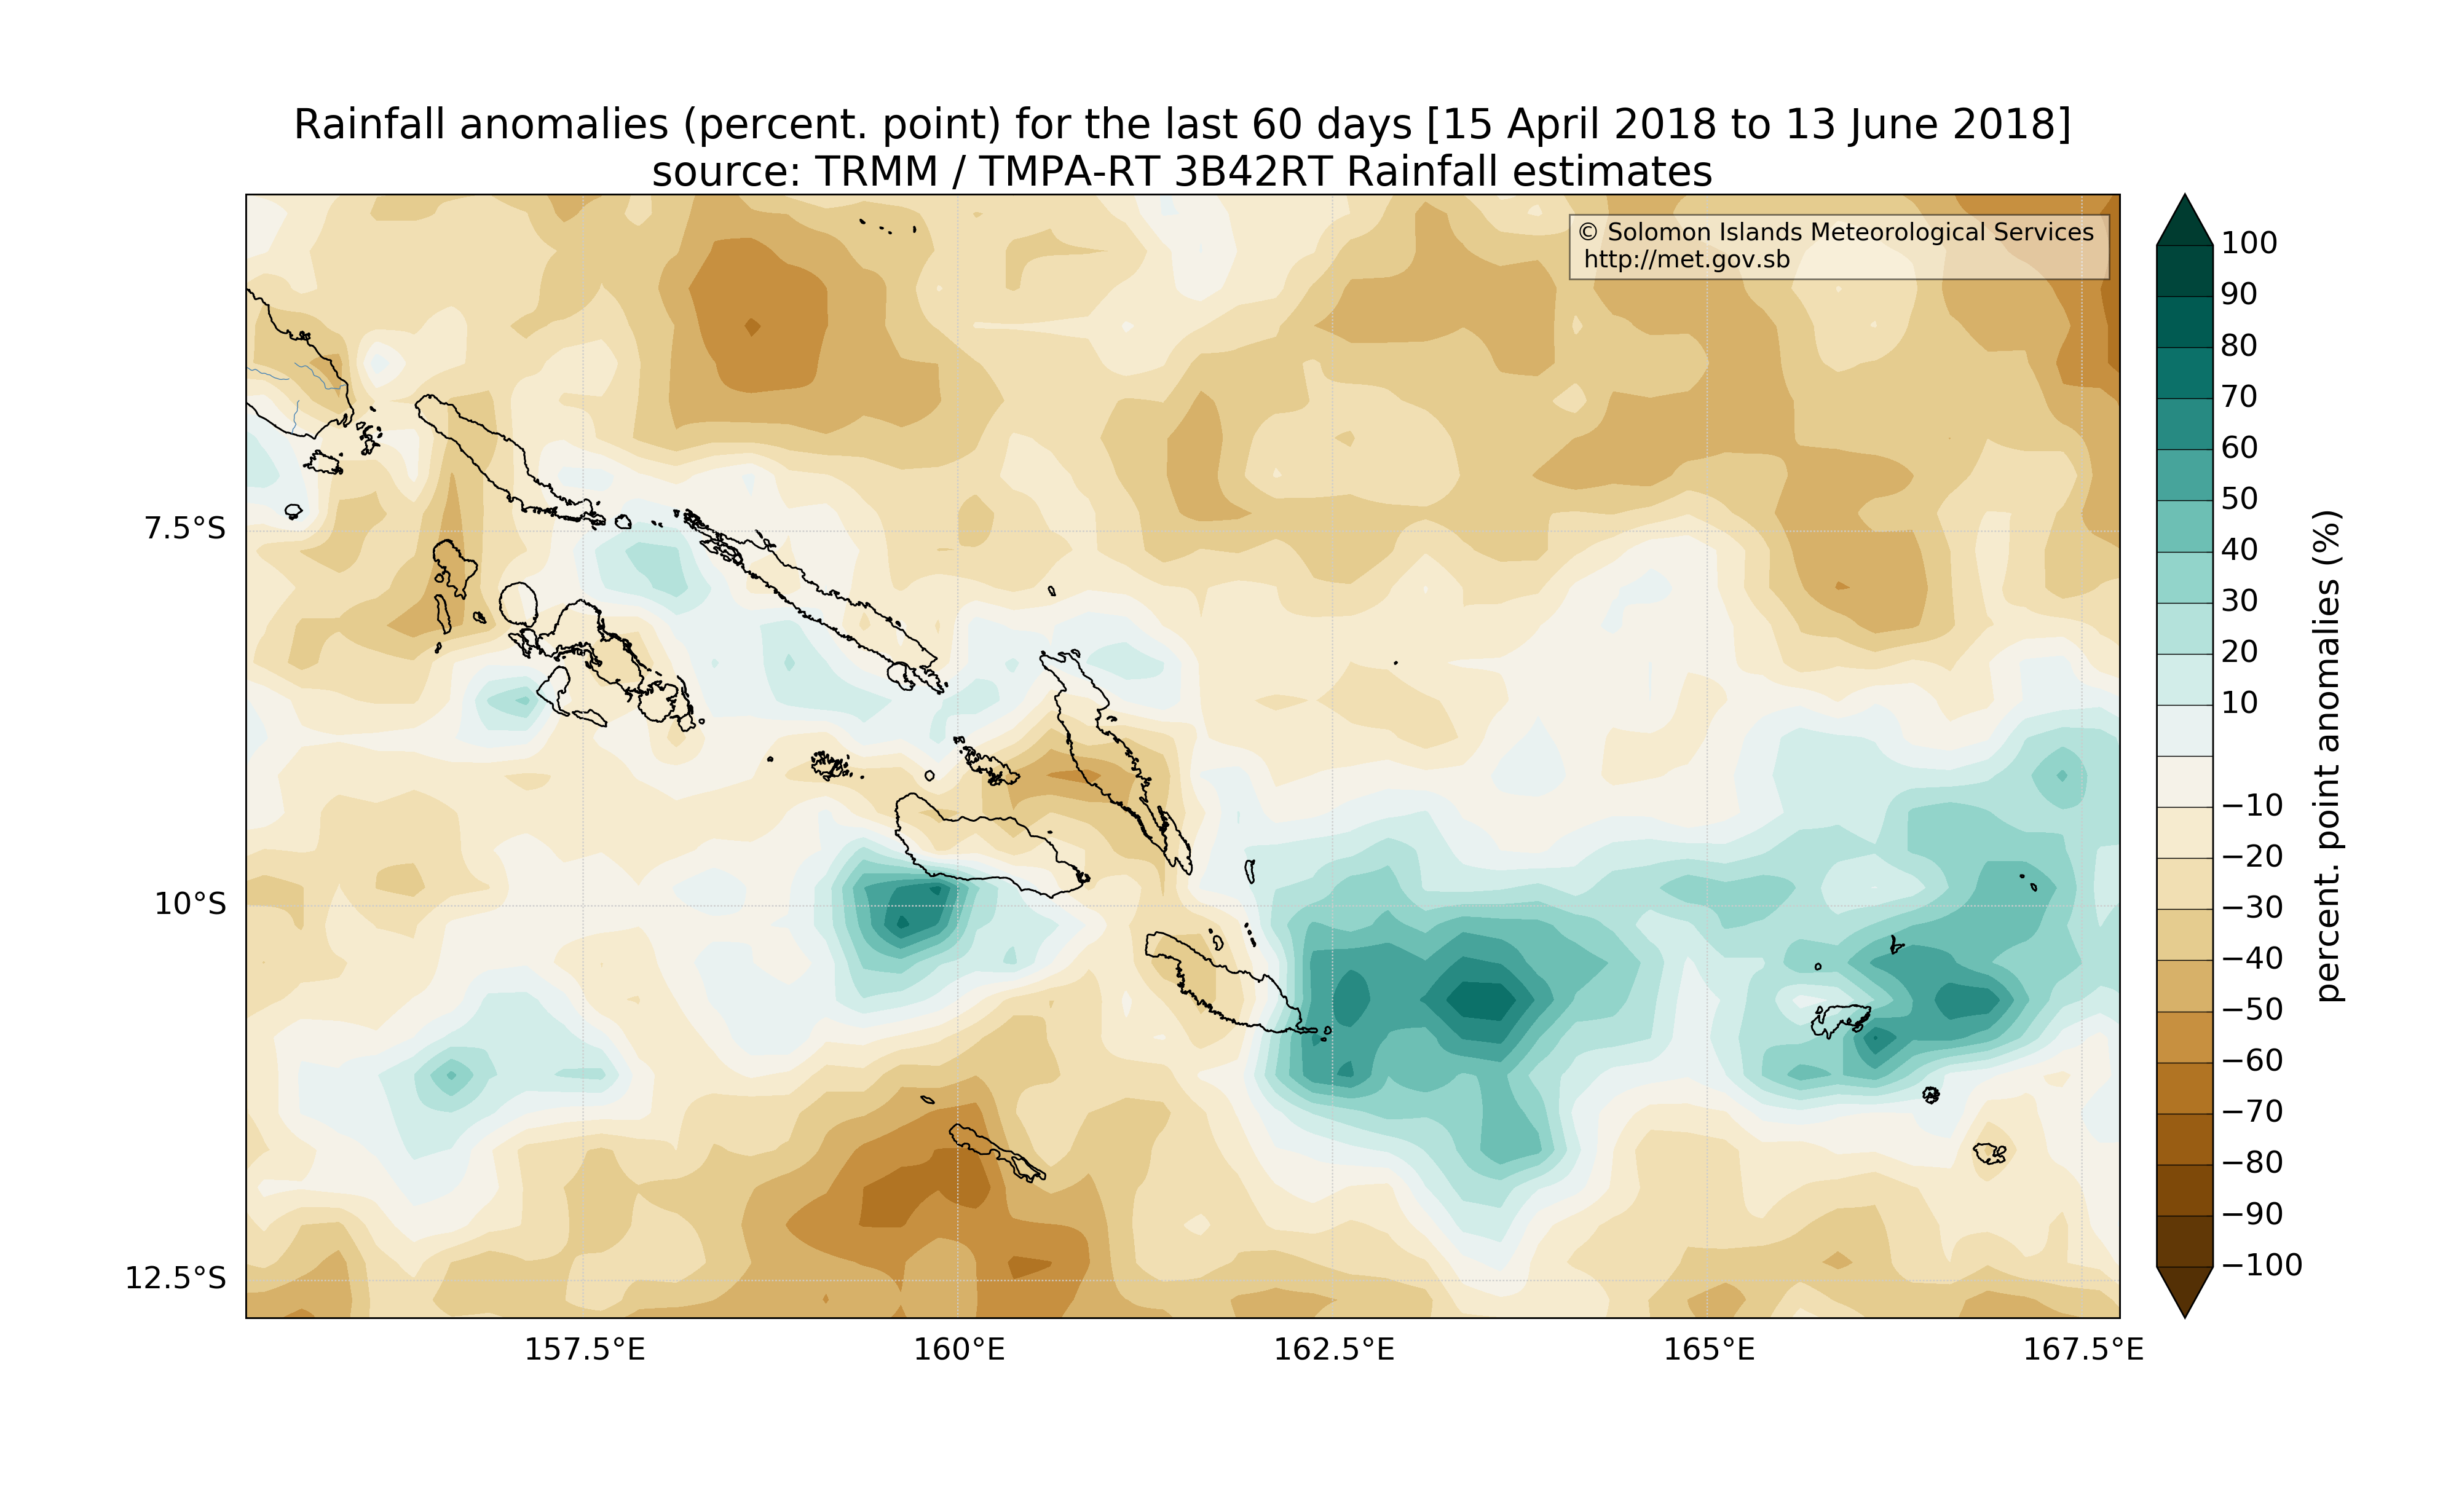 Rainfall anomalies (percent. point) for the last 60 days [15 April 2018 to 13 June 2018]
source: TRMM / TMPA-RT 3B42RT Rainfall estimates
© Solomon Islands Meteorological Services
http://met.gov.sb
7.5°S
10°S
12.5°S
157.5°E
160°E
162.5°E
165°E
167.5°E
100
90
80
70
60
50
40
30
20
10
−10
−20
−30
−40
−50
−60
−70
−80
−90
−100
percent. point anomalies (%)